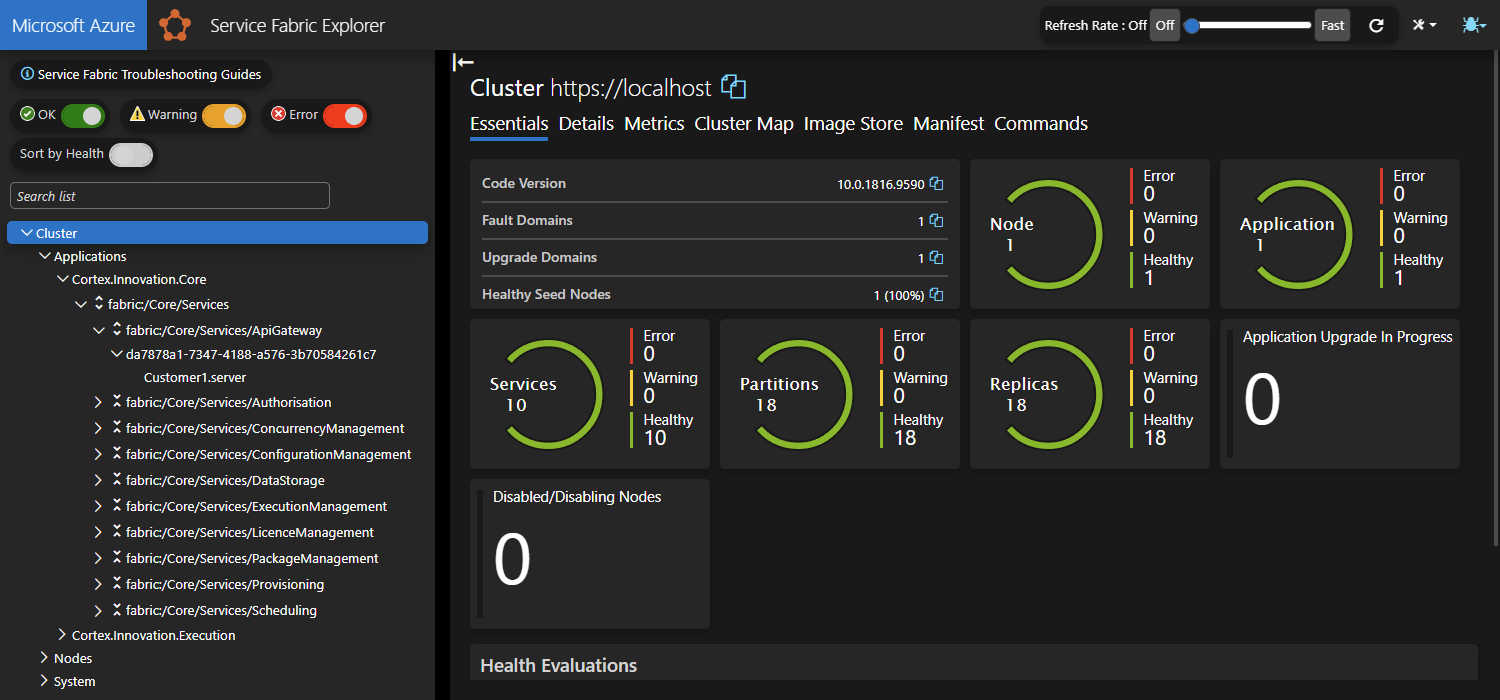 Microsoft Azure
Service Fabric Explorer
Refresh Rate : Off Off Fast
Service Fabric Troubleshooting Guides
OK Warning Error
Sort by Health
Search list
Cluster
Applications
Cortex.Innovation.Core
fabric:/Core/Services
fabric:/Core/Services/ApiGateway
da7878a1-7347-4188-a576-3b70584261c7
Customer1.server
fabric:/Core/Services/Authorisation
fabric:/Core/Services/ConcurrencyManagement
fabric:/Core/Services/ConfigurationManagement
fabric:/Core/Services/DataStorage
fabric:/Core/Services/ExecutionManagement
fabric:/Core/Services/LicenceManagement
fabric:/Core/Services/PackageManagement
fabric:/Core/Services/Provisioning
fabric:/Core/Services/Scheduling
Cortex.Innovation.Execution
Nodes
System
Cluster https://localhost
Essentials Details Metrics Cluster Map Image Store Manifest Commands
Code Version 10.0.1816.9590
Fault Domains 1
Upgrade Domains 1
Healthy Seed Nodes 1 (100%)
Node
1
Error
0
Warning
0
Healthy
1
Application
1
Error
0
Warning
0
Healthy
1
Services
10
Error
0
Warning
0
Healthy
10
Partitions
18
Error
0
Warning
0
Healthy
18
Replicas
18
Error
0
Warning
0
Healthy
18
Application Upgrade In Progress
0
Disabled/Disabling Nodes
0
Health Evaluations